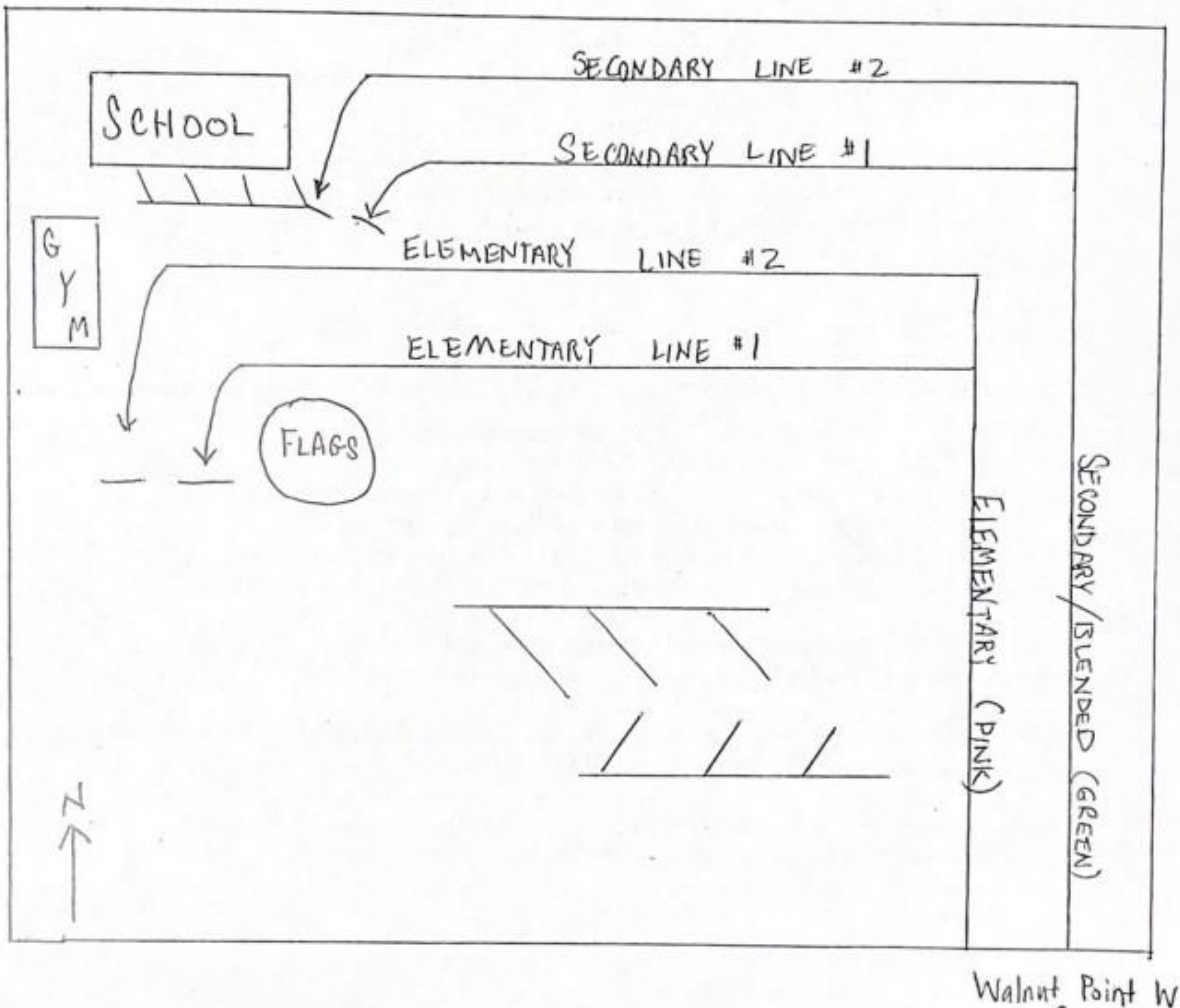 SECONDARY LINE #2
SCHOOL
SECONDARY LINE #1
GYM
ELEMENTARY LINE #2
ELEMENTARY LINE #1
FLAGS
ELEMENTARY (PINK)
SECONDARY/BLENDED (GREEN)
N
Walnut Point W